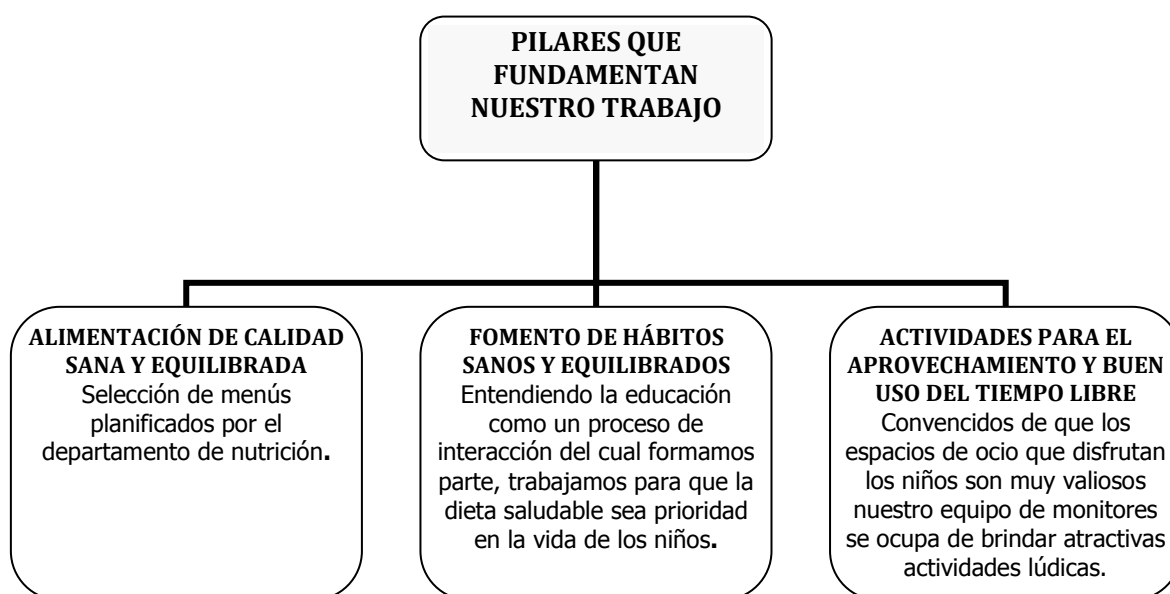 PILARES QUE
FUNDAMENTAN
NUESTRO TRABAJO
ALIMENTACIÓN DE CALIDAD
SANA Y EQUILIBRADA
Selección de menús
planificados por el
departamento de nutrición.
FOMENTO DE HÁBITOS
SANOS Y EQUILIBRADOS
Entendiendo la educación
como un proceso de
interacción del cual formamos
parte, trabajamos para que la
dieta saludable sea prioridad
en la vida de los niños.
ACTIVIDADES PARA EL
APROVECHAMIENTO Y BUEN
USO DEL TIEMPO LIBRE
Convencidos de que los
espacios de ocio que disfrutan
los niños son muy valiosos
nuestro equipo de monitores
se ocupa de brindar atractivas
actividades lúdicas.